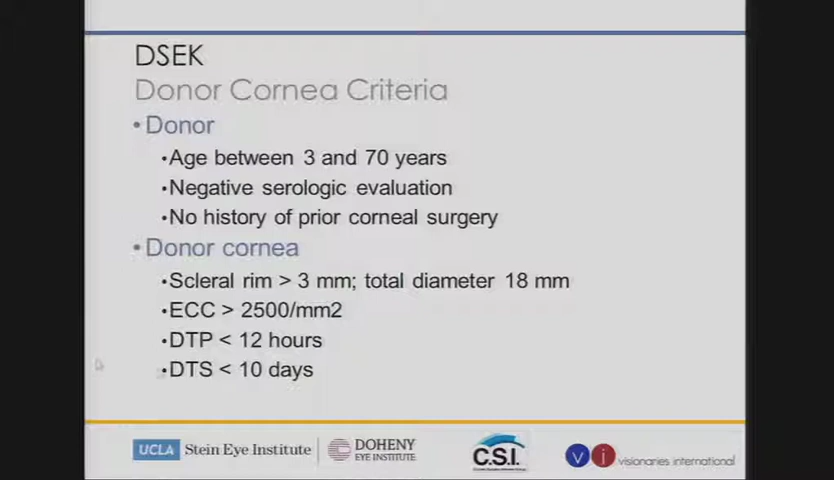 DSEK
Donor Cornea Criteria
• Donor
•Age between 3 and 70 years
•Negative serologic evaluation
•No history of prior corneal surgery
• Donor cornea
•Scleral rim > 3 mm; total diameter 18 mm
•ECC > 2500/mm2
•DTP < 12 hours
•DTS < 10 days
UCLA Stein Eye Institute
DOHENY
EYE INSTITUTE
C.S.I.
vi visionaries international